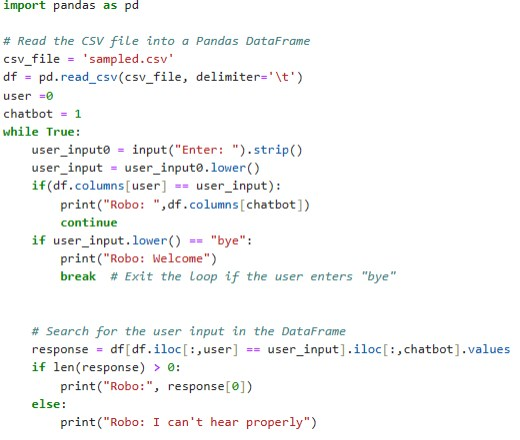 import pandas as pd
# Read the CSV file into a Pandas DataFrame
csv_file = 'sampled.csv'
df = pd.read_csv(csv_file, delimiter='\t')
user =0
chatbot = 1
while True:
    user_input0 = input("Enter: ").strip()
    user_input = user_input0.lower()
    if(df.columns[user] == user_input):
        print("Robo: ",df.columns[chatbot])
        continue
    if user_input.lower() == "bye":
        print("Robo: Welcome")
        break  # Exit the loop if the user enters "bye"
    # Search for the user input in the DataFrame
    response = df[df.iloc[:,user] == user_input].iloc[:,chatbot].values
    if len(response) > 0:
        print("Robo:", response[0])
    else:
        print("Robo: I can't hear properly")